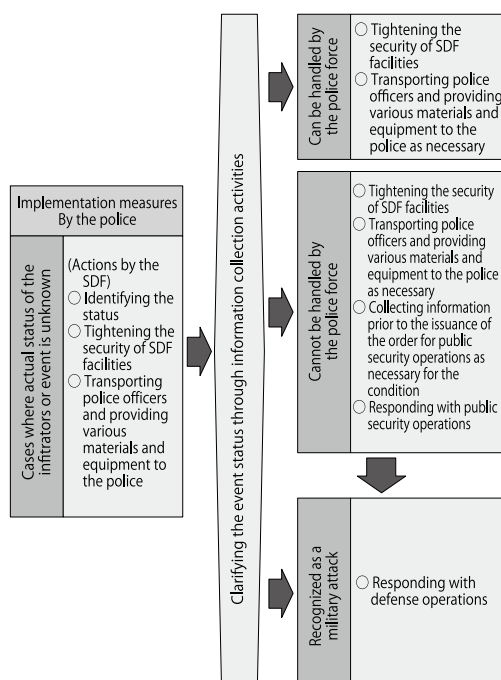 Implementation measures
By the police
Cases where actual status of the
infitrators or event is unknown
(Actions by the
SDF)
○ Identifying the
status
○ Tightening the
security of SDF
facilities
○ Transporting
police officers
and providing
various
materials and
equipment to
the police
Clarifying the event status through information collection activities
Can be handled by
the police force
○ Tightening the
security of SDF
facilities
○ Transporting police
officers and providing
various materials and
equipment to the
police as necessary
Cannot be handled by
the police force
○ Tightening the security
of SDF facilities
○ Transporting police
officers and providing
various materials and
equipment to the police
as necessary
○ Collecting information
prior to the issuance of
the order for public
security operations as
necessary for the
condition
○ Responding with public
security operations
Recognized as a
military attack
○ Responding with
defense operations